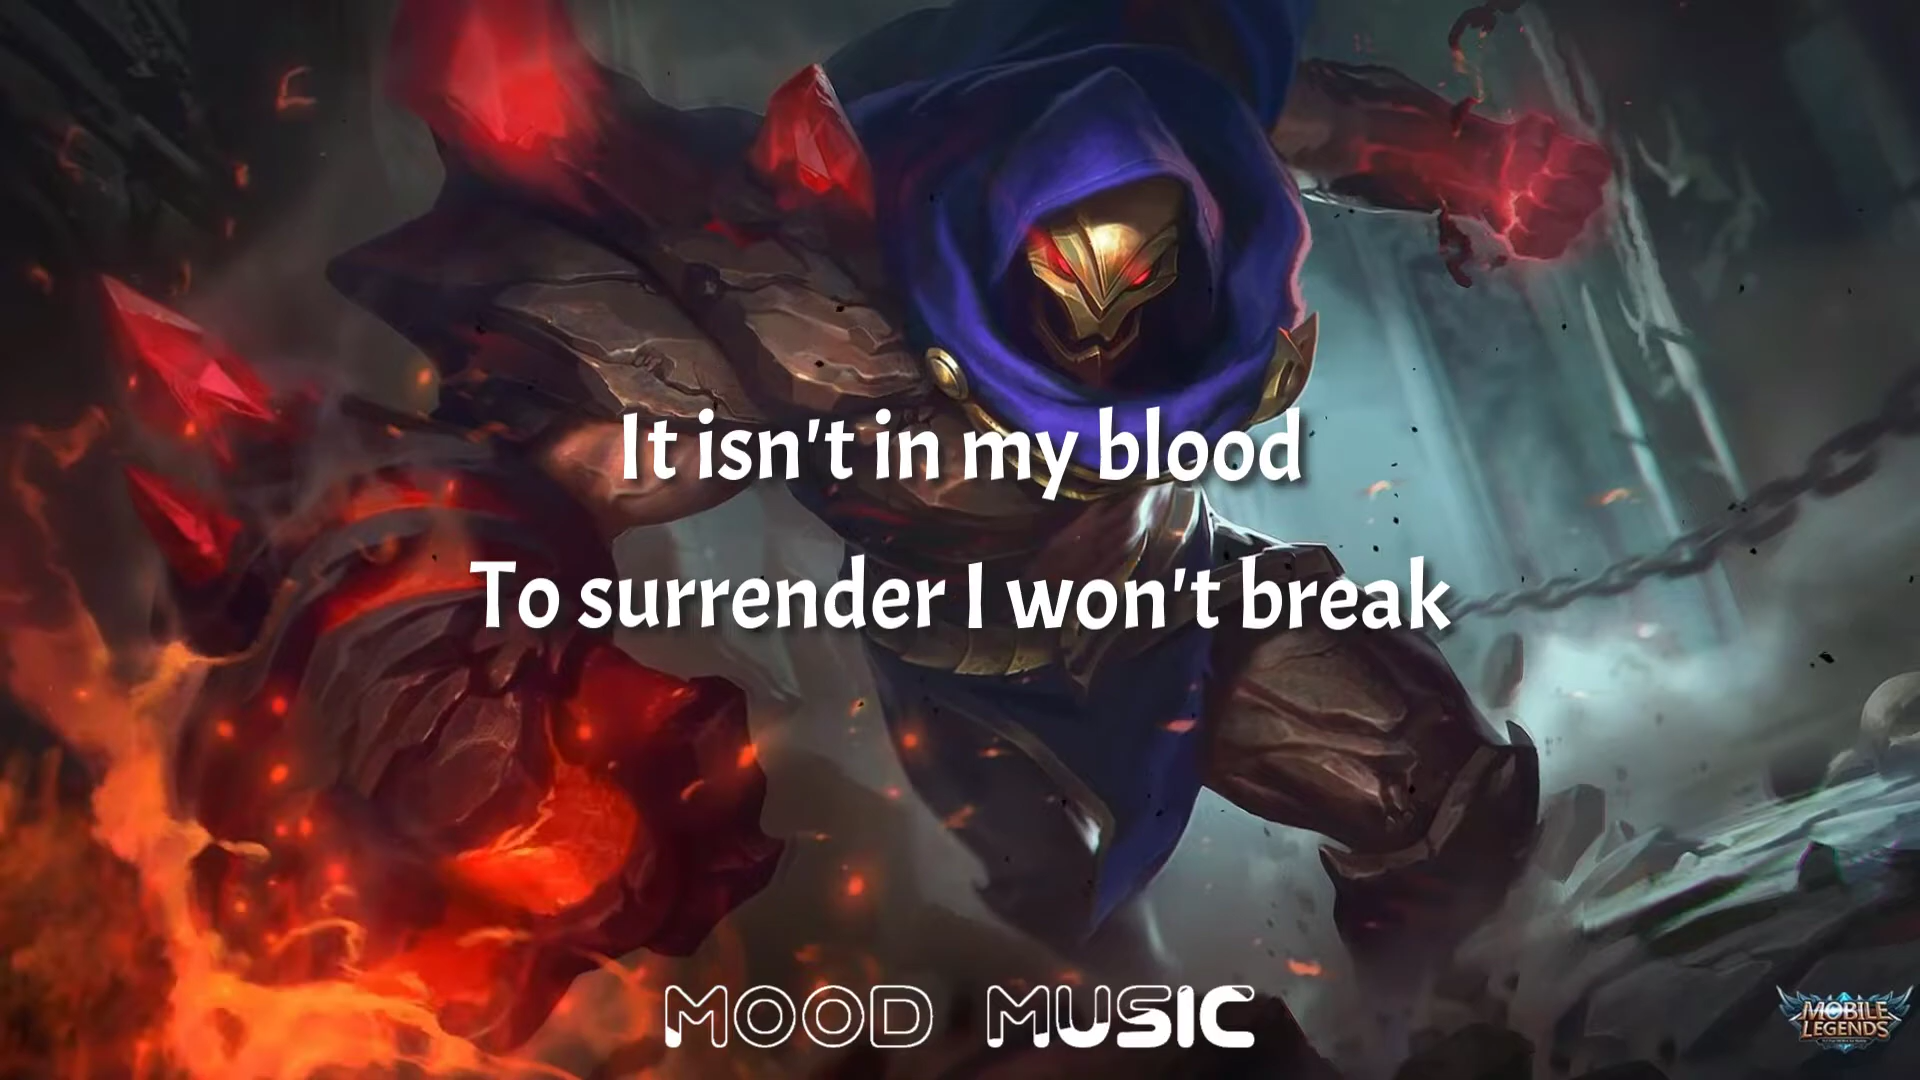 It isn't in my blood
To surrender I won't break
MOOD MUSIC
MOBILE
LEGENDS